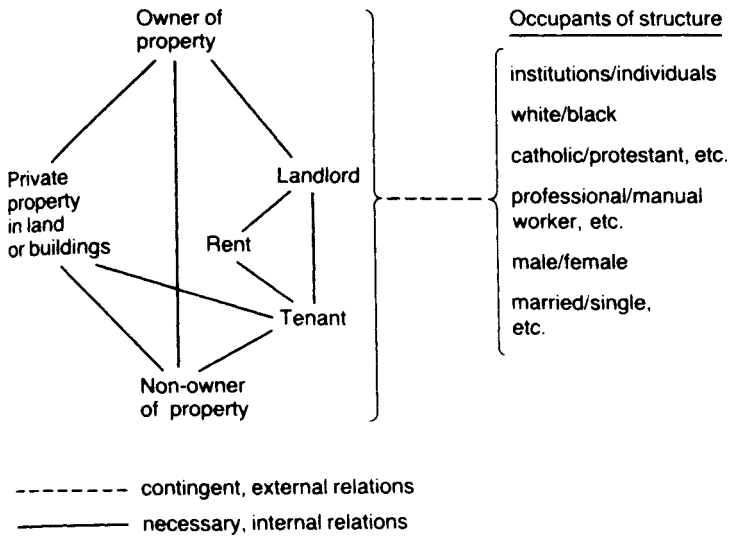 Owner of
property
Private
property
in land
or buildings
Landlord
Rent
Tenant
Non-owner
of property
Occupants of structure
institutions/individuals
white/black
catholic/protestant, etc.
professional/manual
worker, etc.
male/female
married/single,
etc.
contingent, external relations
necessary, internal relations